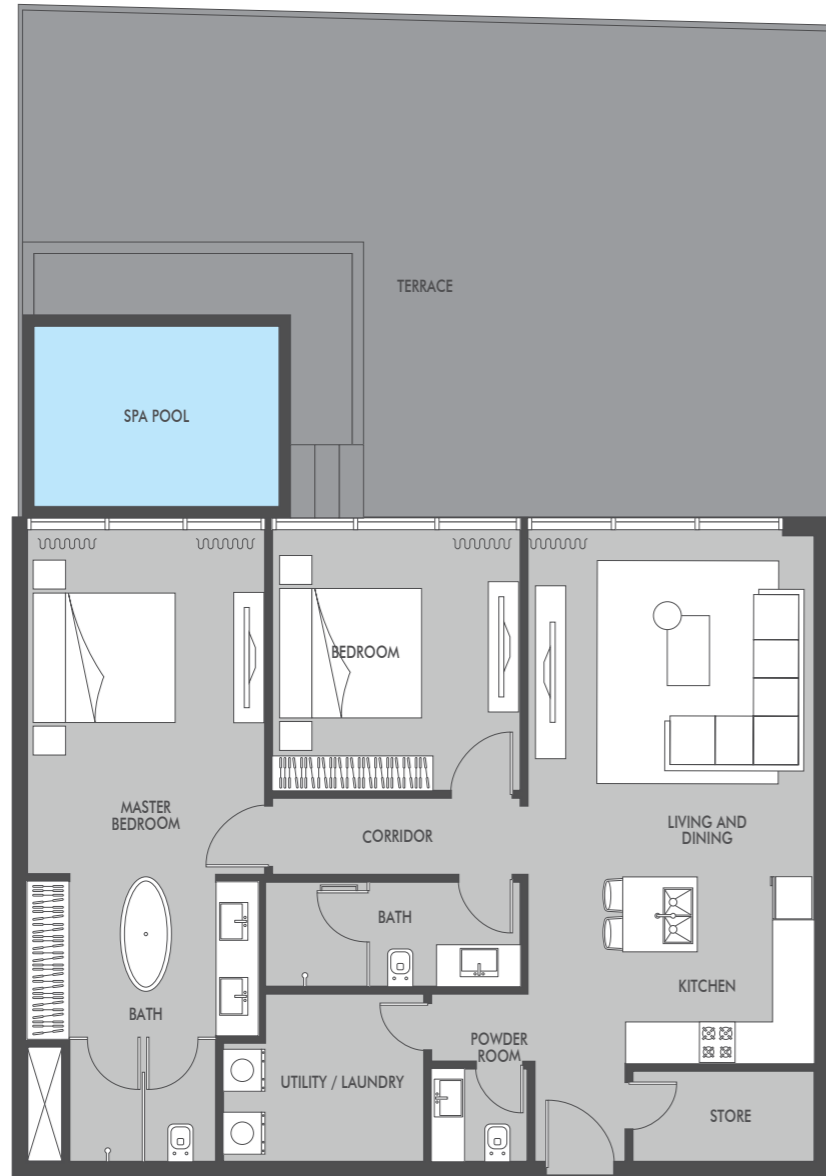 TERRACE
SPA POOL
BEDROOM
MASTER
BEDROOM
CORRIDOR
LIVING AND
DINING
BATH
KITCHEN
BATH
POWDER
ROOM
UTILITY / LAUNDRY
STORE